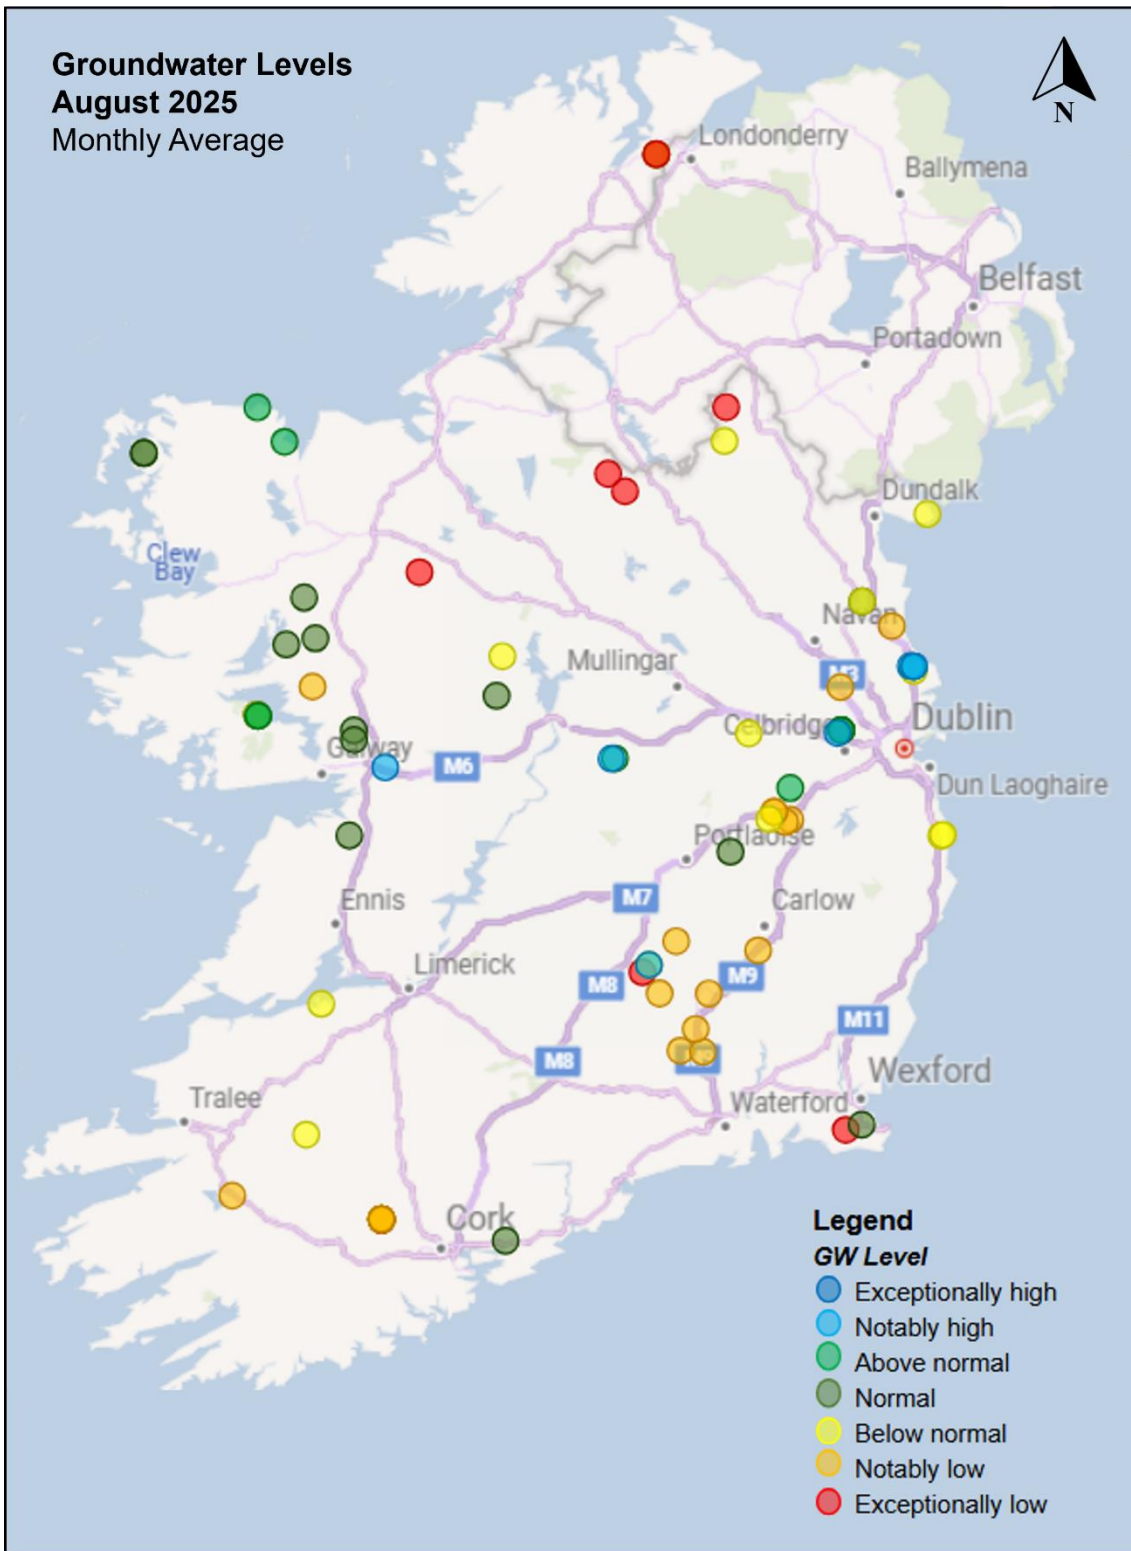 Groundwater Levels
August 2025
Monthly Average
N
Londonderry
Ballymena
Belfast
Portadown
Dundalk
Clew
Bay
Navan
Mullingar
M3
Dublin
Celbridge
Galway
M6
Dun Laoghaire
Portlaoise
M7
Carlow
Ennis
Limerick
M9
M8
M11
M8
Wexford
Tralee
Waterford
Cork
Legend
GW Level
Exceptionally high
Notably high
Above normal
Normal
Below normal
Notably low
Exceptionally low